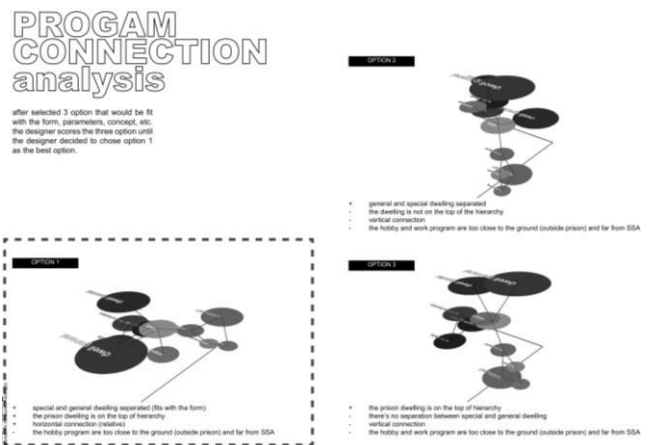 PROGAM
CONNECTION
analysis
after selected 3 option that would be fit
with the form, parameters, concept, etc.
the designer scores the three option until
the designer decided to chose option 1
as the best option.
OPTION 2
+ general and special dwelling separated
- the dwelling is not on the top of the hierarchy
- vertical connection
- the hobby and work program are too close to the ground (outside prison) and far from SSA
OPTION 1
+ special and general dwelling seperated (fits with the form)
+ the prison dwelling is on the top of hierarchy
+ horizontal connection (relative)
- the hobby and work program are too close to the ground (outside prison) and far from SSA
OPTION 3
+ the prison dwelling is on the top of hierarchy
- there's no separation between special and general dwelling
- vertical connection
- the hobby and work program are too close to the ground (outside prison) and far from SSA